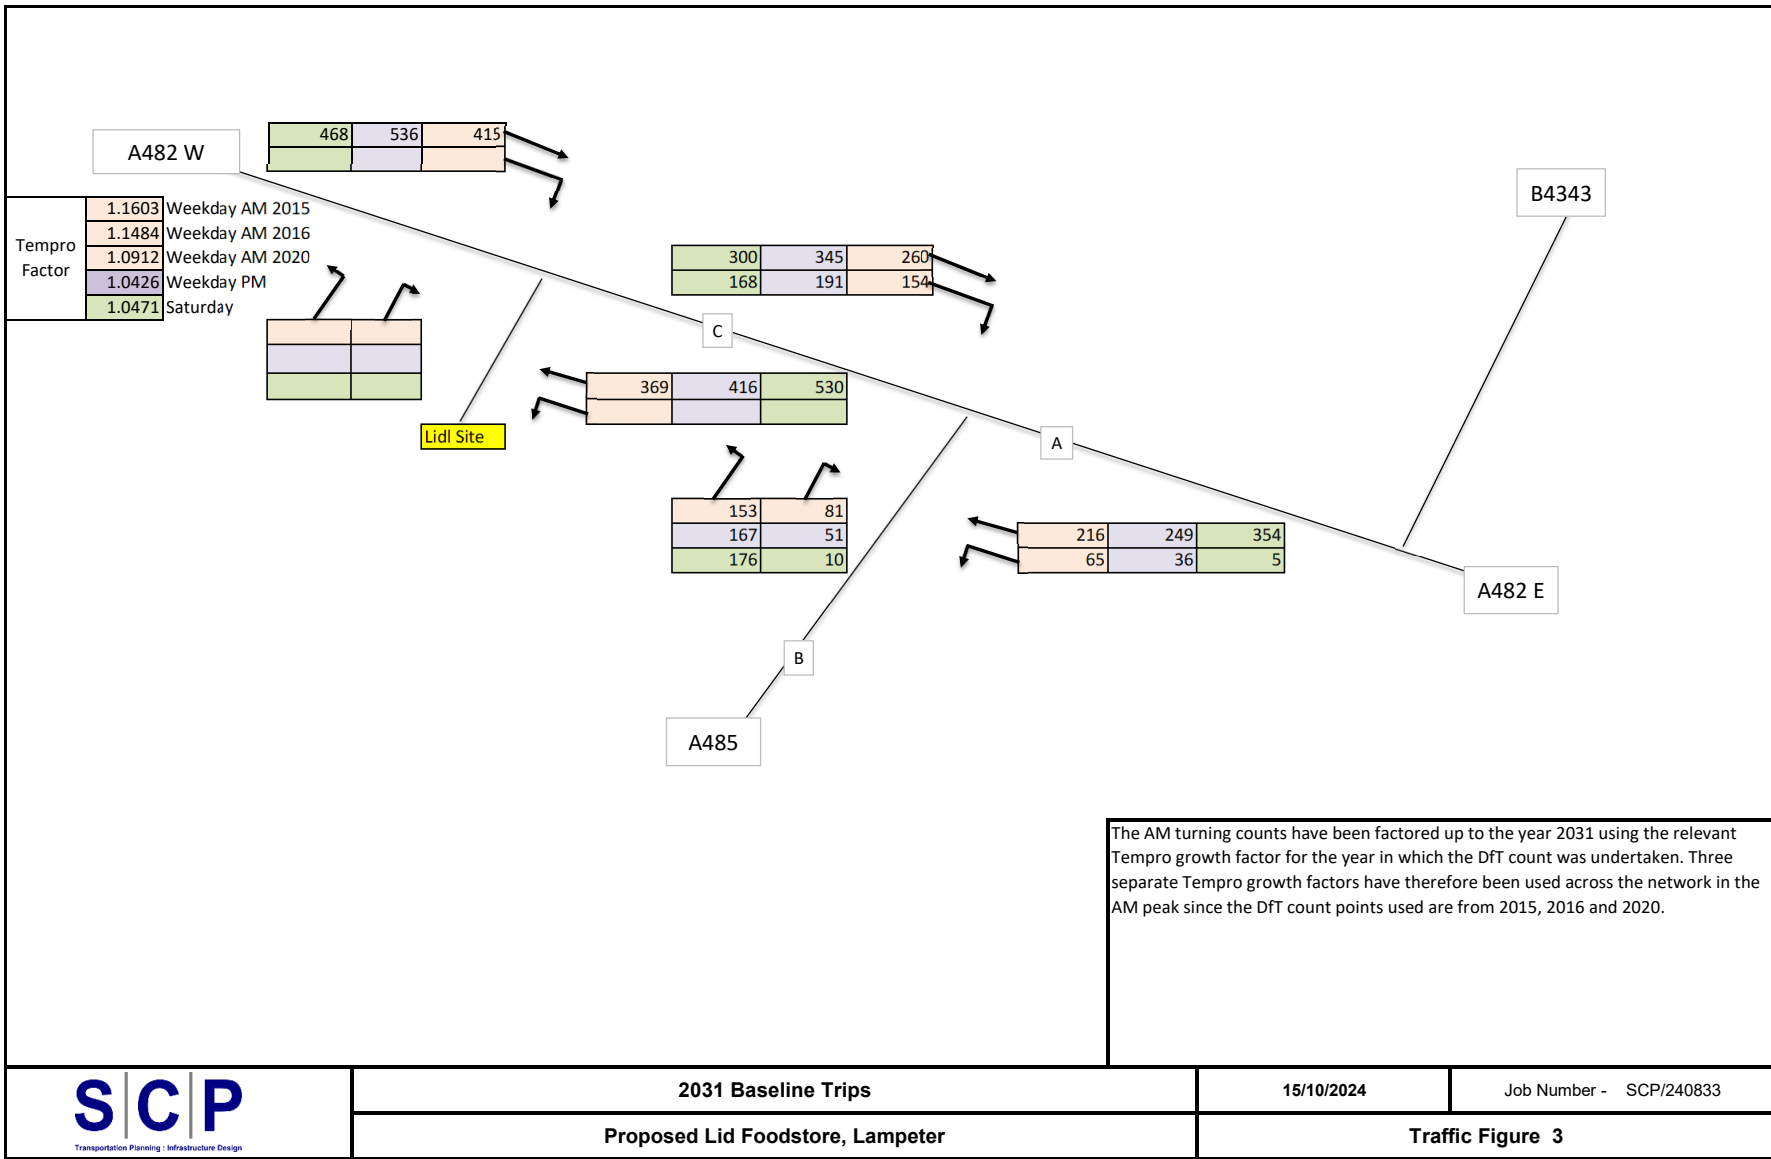 468 536 415
A482 W
B4343
1.1603 Weekday AM 2015
1.1484 Weekday AM 2016
Tempro Factor
1.0912 Weekday AM 2020
1.0426 Weekday PM
1.0471 Saturday
300 345 260
168 191 154
C
369 416 530
Lidl Site
A
153 81
167 51
176 10
216 249 354
65 36 5
A482 E
B
A485
The AM turning counts have been factored up to the year 2031 using the relevant
Tempro growth factor for the year in which the DfT count was undertaken. Three
separate Tempro growth factors have therefore been used across the network in the
AM peak since the DfT count points used are from 2015, 2016 and 2020.
S|C|P
Transportation Planning : Infrastructure Design
2031 Baseline Trips
15/10/2024
Job Number - SCP/240833
Proposed Lid Foodstore, Lampeter
Traffic Figure 3